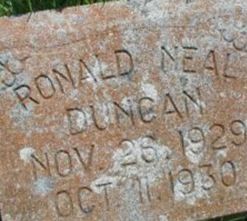 RONALD NEAL
DUNCAN
NOV. 26. 1929
OCT 11. 1930